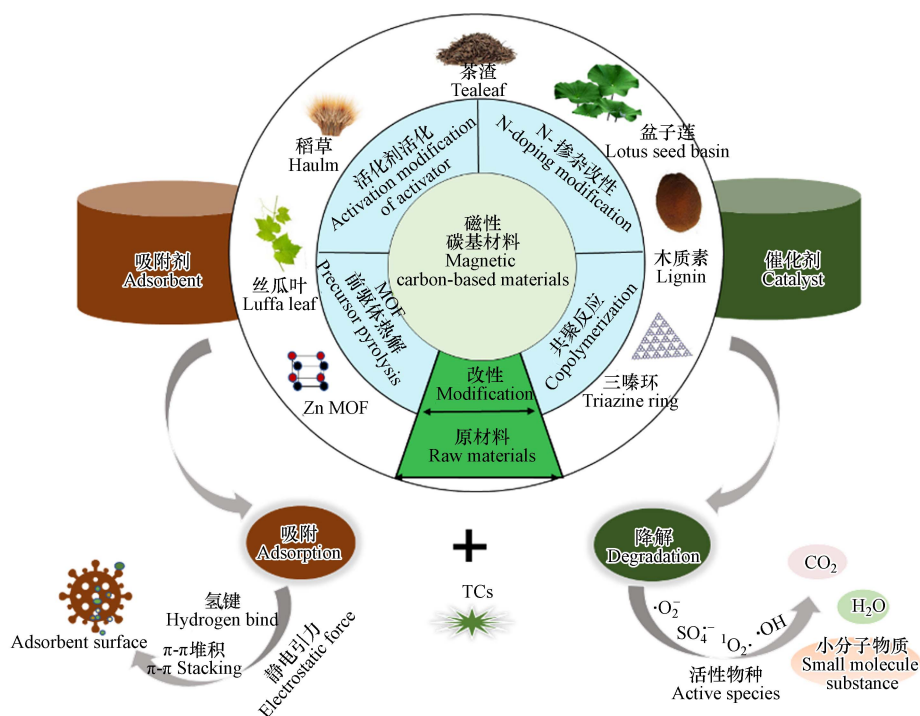 茶渣
Tealeaf
盆子莲
Lotus seed basin
稻草
Haulm
活化剂活化
Activation modification
of activator
N- 掺杂改性
N-doping modification
磁性
碳基材料
Magnetic
carbon-based materials
吸附剂
Adsorbent
丝瓜叶
Luffa leaf
木质素
Lignin
催化剂
Catalyst
MOF
前驱体热解
Precursor pyrolysis
共聚反应
Copolymerization
Zn MOF
三嗪环
Triazine ring
改性
Modification
原材料
Raw materials
吸附
Adsorption
+
TCs
降解
Degradation
Adsorbent surface
氢键
Hydrogen bind
π-π堆积
π-π Stacking
静电引力
Electrostatic force
·O₂⁻
SO₄·⁻
¹O₂·
·OH
活性物种
Active species
CO₂
H₂O
小分子物质
Small molecule
substance